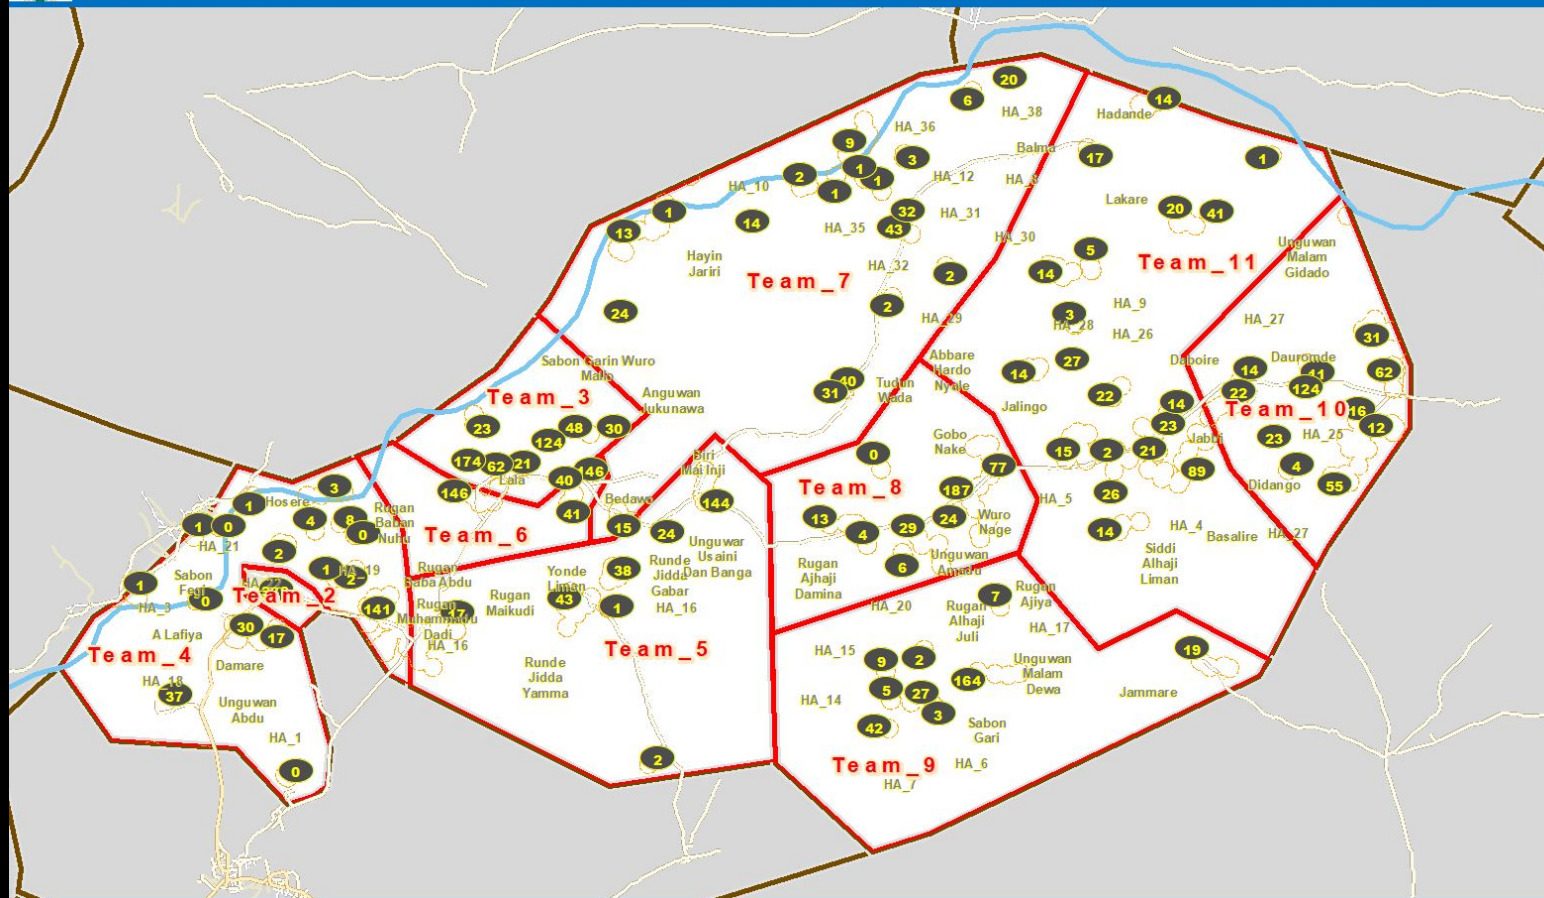 20
6
HA_38
14
Hadande
HA_36
9
3
Balma
17
1
1
1
2
1
HA_10
HA_12
HA_8
Lakare
20
41
1
14
13
32
43
HA_35
HA_31
HA_30
5
14
Team_11
Unguwan
Malam
Gidado
Hayin
Jariri
Team_7
HA_32
2
2
24
HA_29
3
HA_28
HA_9
HA_26
HA_27
31
Sabon Garin Wuro
Mallo
Abbare
Hardo
Nyale
27
14
Daboire
Dauromde
14
41
62
124
22
Team_3
Anguwan
Jukunawa
40
31
Tudun
Wada
Jalingo
22
14
23
Team_10
16
12
23
48
30
124
174
62
21
146
40
Lala
Gobo
Nake
0
77
15
2
21
Jabbi
89
23
HA_25
4
55
Didango
Diri
Mai Inji
144
146
41
Bedawa
15
24
Team_8
187
24
29
13
4
6
Wuro
Nage
HA_5
26
14
HA_4
Basalire
HA_27
Siddi
Alhaji
Liman
3
1
Hosere
4
8
0
Rugan
Baban
Nuhu
1
0
HA_21
2
Team_6
Unguwar
Usaini
Dan Banga
Unguwan
Amadu
Rugan
Ajhaji
Damina
1
2
HA_19
HA_22
Team_2
1
Sabon
Fegi
0
HA_3
141
Rugan
Baba Abdu
Rugan
Muhammadu
Dadi
17
HA_16
Rugan
Maikudi
Yonde
Liman
43
38
1
Runde
Jidda
Gabar
HA_16
HA_20
7
Rugan
Alhaji
Juli
Rugan
Ajiya
HA_17
30
17
A Lafiya
Team_4
Damare
HA_18
37
Unguwan
Abdu
HA_1
0
Team_5
Runde
Jidda
Yamma
2
HA_15
9
2
5
27
164
3
42
HA_14
Unguwan
Malam
Dewa
19
Jammare
Sabon
Gari
Team_9
HA_6
HA_7